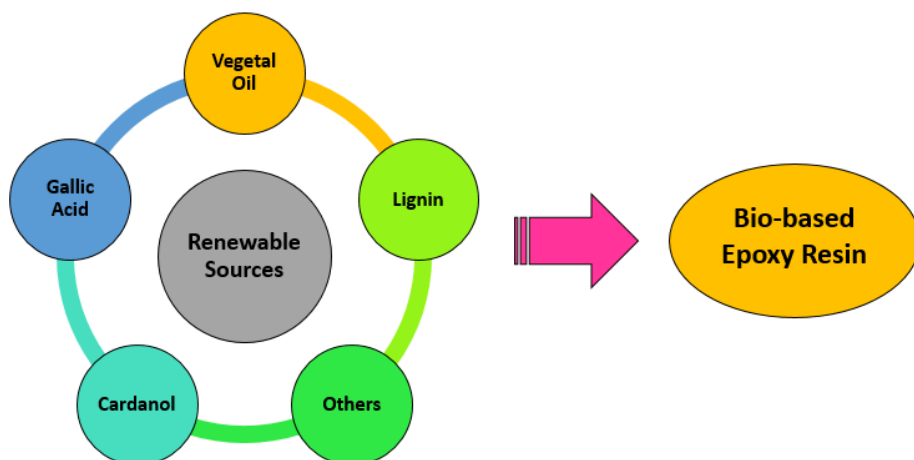 Vegetal
Oil
Gallic
Acid
Lignin
Renewable
Sources
Cardanol
Others
Bio-based
Epoxy Resin